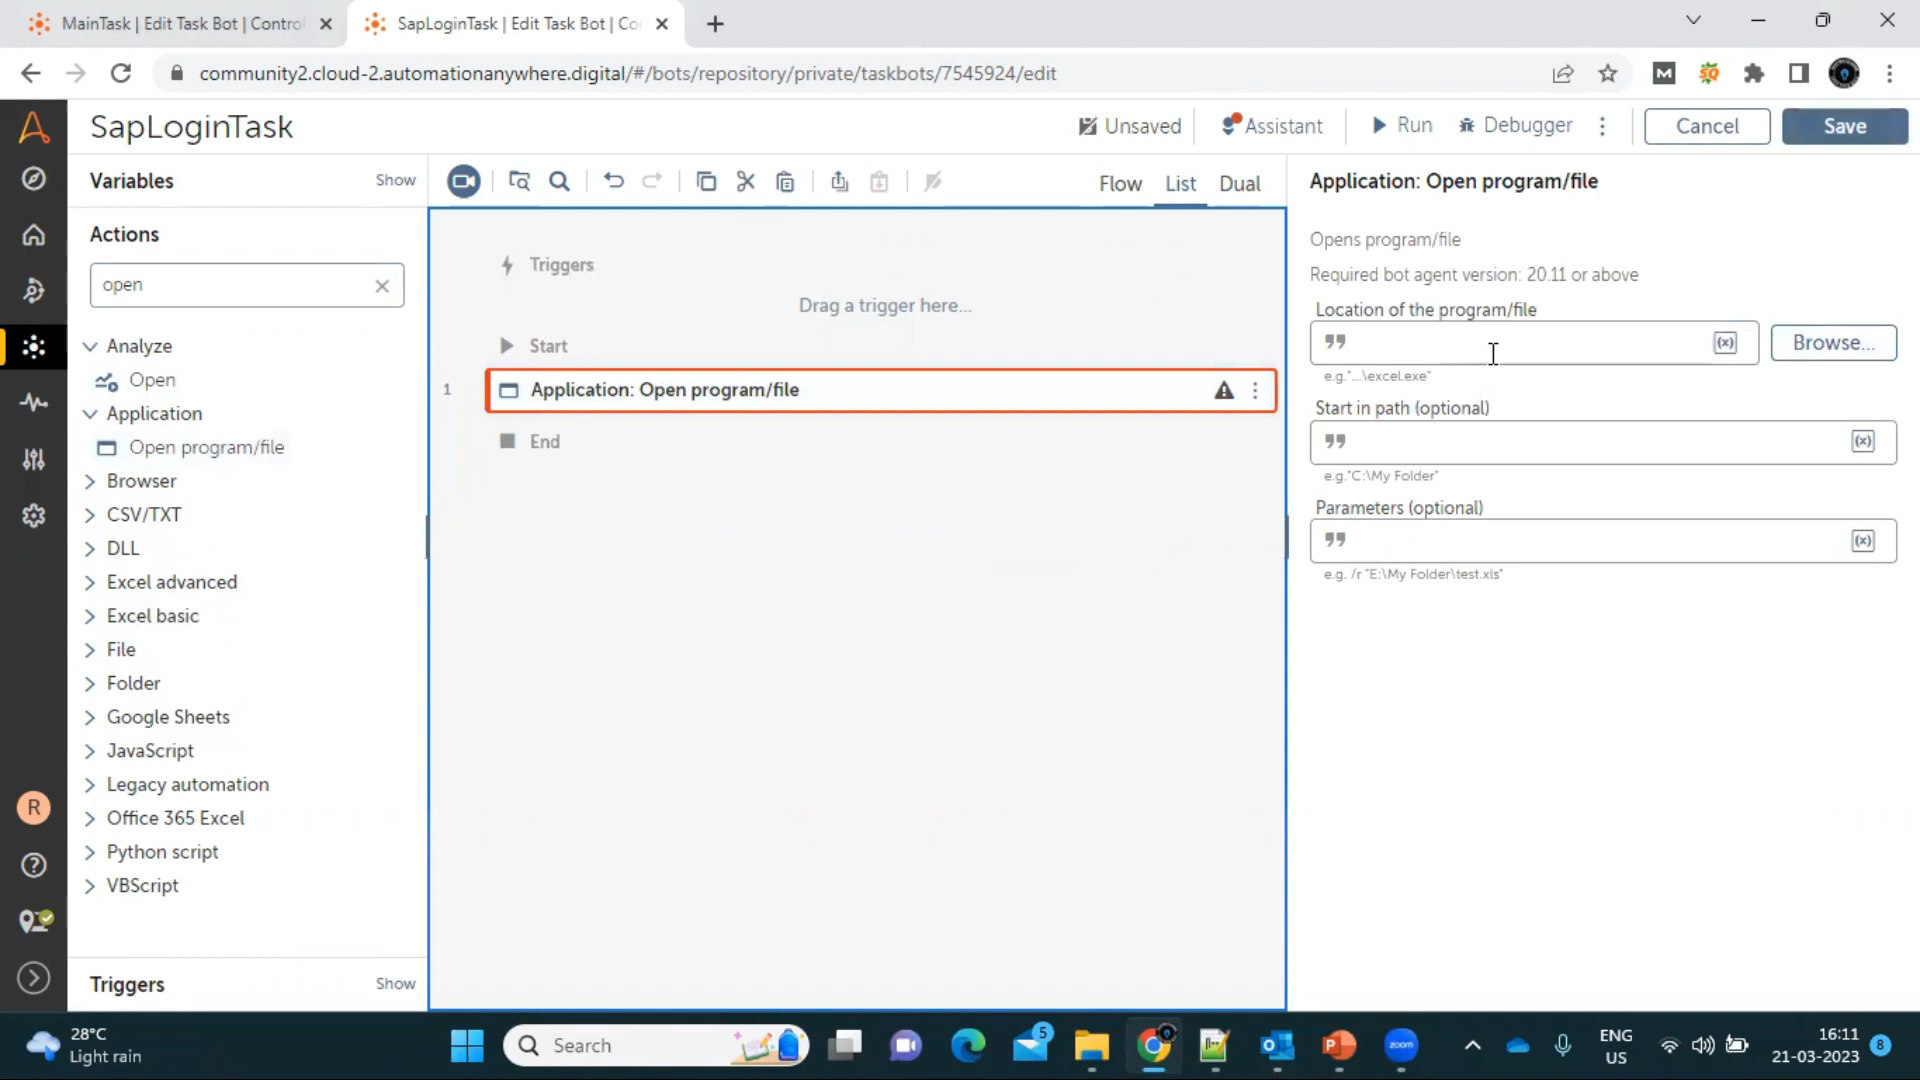 MainTask | Edit Task Bot | Control
SapLoginTask | Edit Task Bot | Co
community2.cloud-2.automationanywhere.digital/#/bots/repository/private/taskbots/7545924/edit
SapLoginTask
Unsaved
Assistant
Run
Debugger
Cancel
Save
Variables
Show
Flow
List
Dual
Actions
open
Analyze
Open
Application
Open program/file
Browser
CSV/TXT
DLL
Excel advanced
Excel basic
File
Folder
Google Sheets
JavaScript
Legacy automation
Office 365 Excel
Python script
VBScript
Triggers
Show
Triggers
Drag a trigger here...
Start
1
Application: Open program/file
End
Application: Open program/file
Opens program/file
Required bot agent version: 20.11 or above
Location of the program/file
(x)
Browse...
e.g."...\excel.exe"
Start in path (optional)
(x)
e.g."C:\My Folder"
Parameters (optional)
(x)
e.g. /r "E:\My Folder\test.xls"
R
28°C
Light rain
Search
5
zoom
ENG
US
16:11
21-03-2023
8